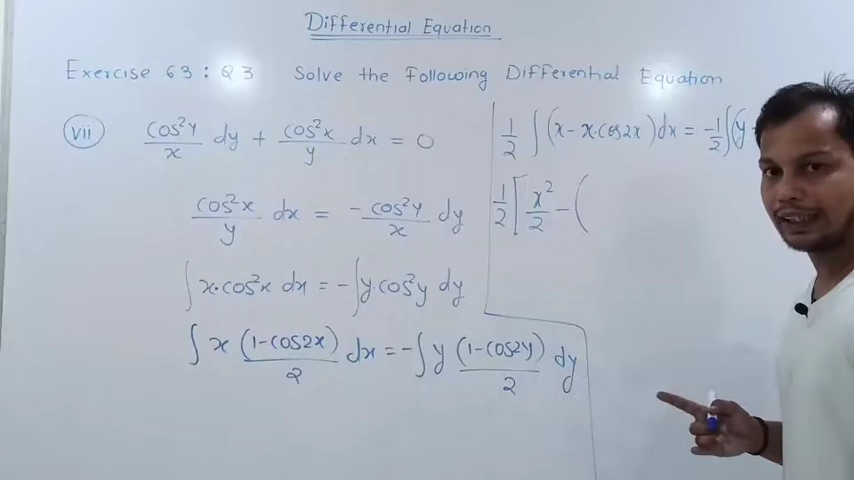 Differential Equation
Exercise 6.3 : Q 3 Solve the Following Differential Equation
vii cos²y/x dy + cos²x/y dx = 0
cos²x/y dx = - cos²y/x dy
∫ x·cos²x dx = -∫ y·cos²y dy
∫ x (1-cos2x)/2 dx = -∫ y (1-cos2y)/2 dy
1/2 ∫ (x - x·cos2x) dx = -1/2 ∫ (y
1/2 [ x²/2 - (